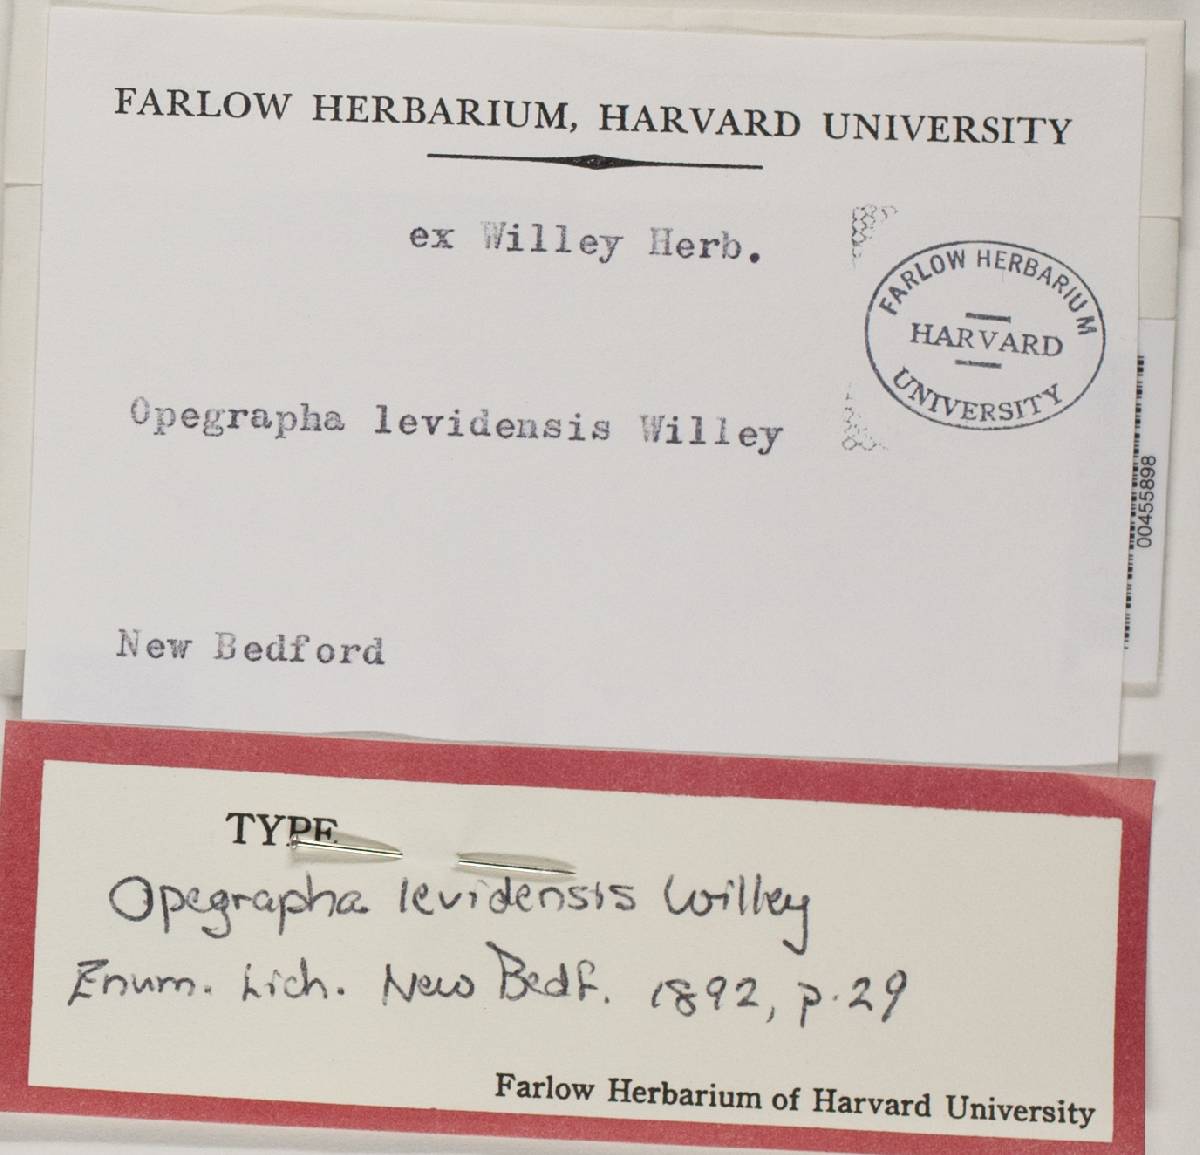 FARLOW HERBARIUM, HARVARD UNIVERSITY
ex Willey Herb.
FARLOW HERBARIUM
HARVARD
UNIVERSITY
Opegrapha levidensis Willey
00455898
New Bedford
TYPE
Opegrapha levidensis Willey
Enum. Lich. New Bedf. 1892, p. 29
Farlow Herbarium of Harvard University